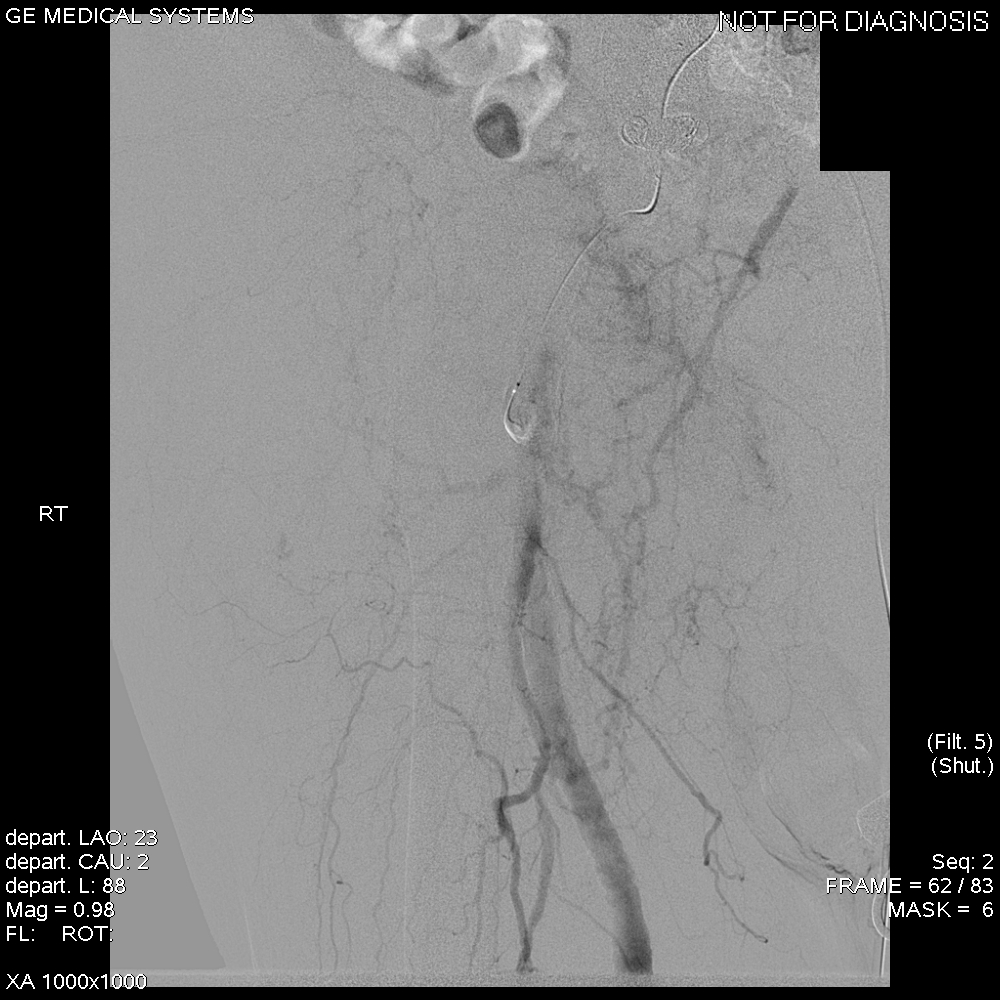 GE MEDICAL SYSTEMS
NOT FOR DIAGNOSIS
RT
(Filt. 5)
(Shut.)
depart. LAO: 23
depart. CAU: 2
depart. L: 88
Mag = 0.98
FL: ROT:
XA 1000x1000
Seq: 2
FRAME = 62 / 83
MASK = 6